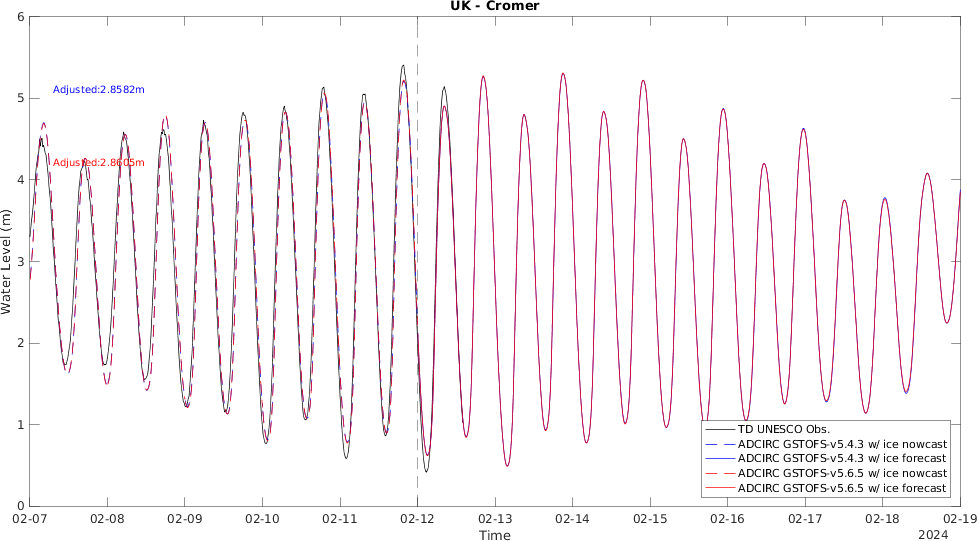 UK - Cromer
6
5
4
3
2
1
0
Water Level (m)
Adjusted:2.8582m
Adjusted:2.8605m
TD UNESCO Obs.
ADCIRC GSTOFS-v5.4.3 w/ ice nowcast
ADCIRC GSTOFS-v5.4.3 w/ ice forecast
ADCIRC GSTOFS-v5.6.5 w/ ice nowcast
ADCIRC GSTOFS-v5.6.5 w/ ice forecast
02-07 02-08 02-09 02-10 02-11 02-12 02-13 02-14 02-15 02-16 02-17 02-18 02-19
Time
2024